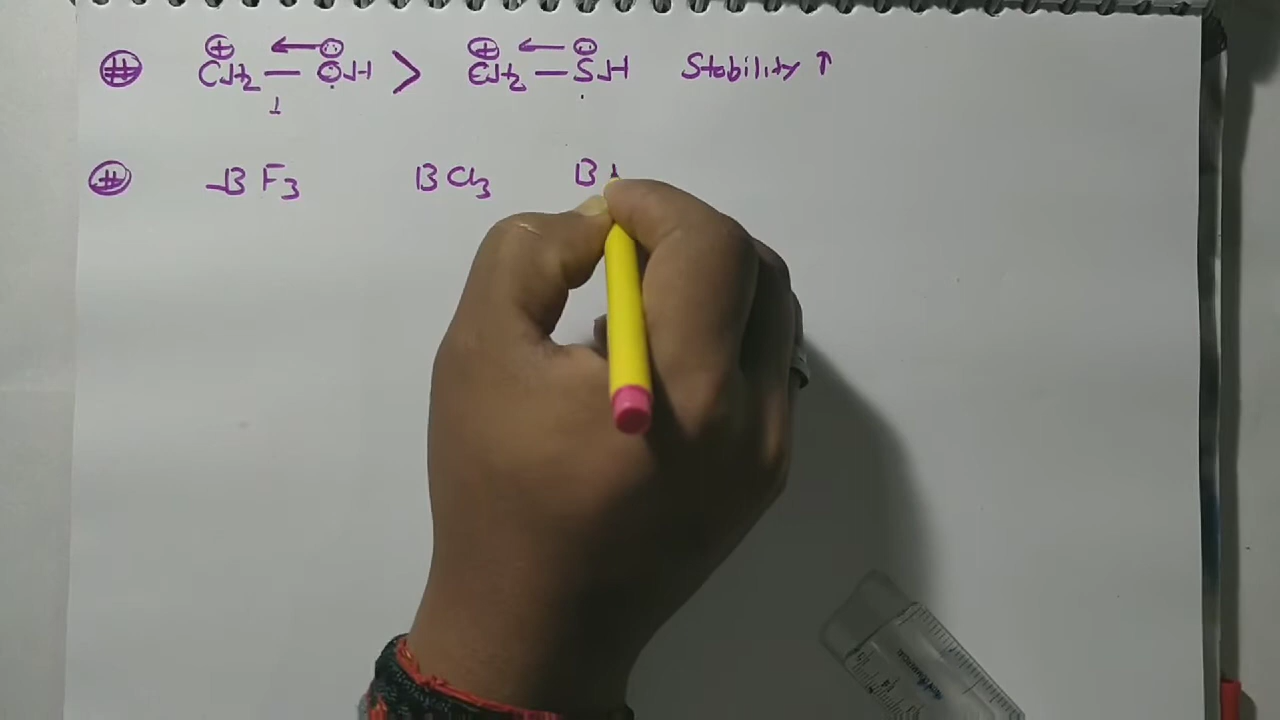 ⊕ ← ⊙ ⊕ ← ⊙
# CH₂ — OH > CH₂ — SH Stability ↑
# BF₃ BCl₃ B